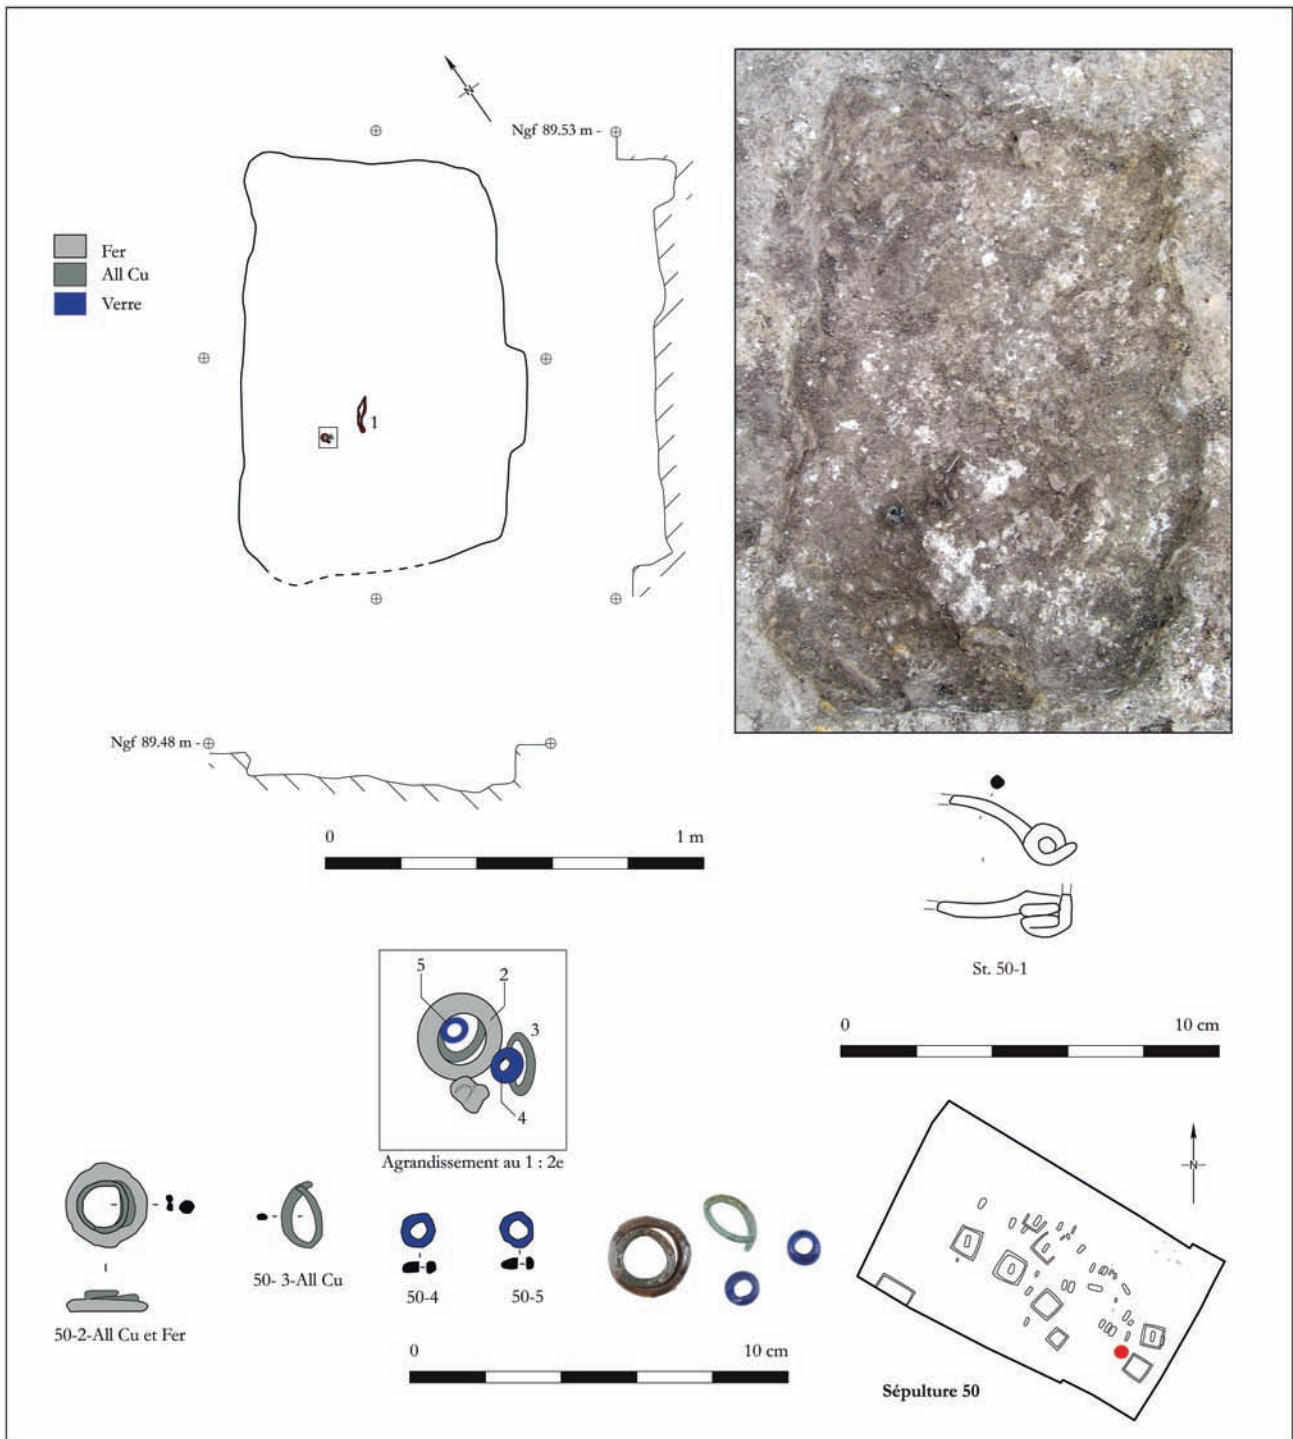 N
Ngf 89.53 m -
Fer
All Cu
Verre
1
Ngf 89.48 m -
0 1 m
St. 50-1
5
2
3
4
Agrandissement au 1 : 2e
0 10 cm
N
50-2-All Cu et Fer
50- 3-All Cu
50-4
50-5
0 10 cm
Sépulture 50